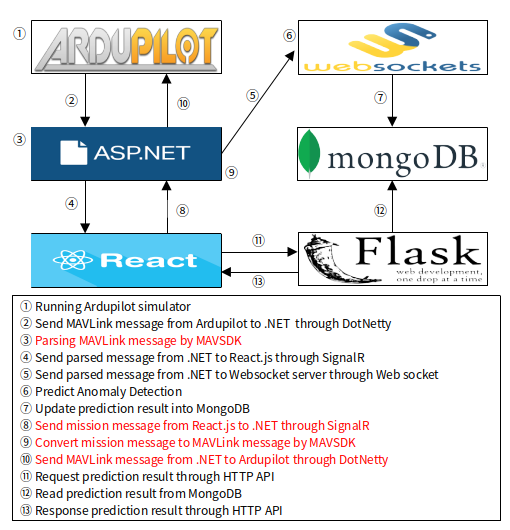 ① ARDUPILOT
⑥ websockets
② ⑩ ⑤ ⑦
③ ASP.NET
⑨
mongoDB
④ ⑧ ⑫
React
⑪
⑬
Flask
web development,
one drop at a time
① Running Ardupilot simulator
② Send MAVLink message from Ardupilot to .NET through DotNetty
③ Parsing MAVLink message by MAVSDK
④ Send parsed message from .NET to React.js through SignalR
⑤ Send parsed message from .NET to Websocket server through Web socket
⑥ Predict Anomaly Detection
⑦ Update prediction result into MongoDB
⑧ Send mission message from React.js to .NET through SignalR
⑨ Convert mission message to MAVLink message by MAVSDK
⑩ Send MAVLink message from .NET to Ardupilot through DotNetty
⑪ Request prediction result through HTTP API
⑫ Read prediction result from MongoDB
⑬ Response prediction result through HTTP API